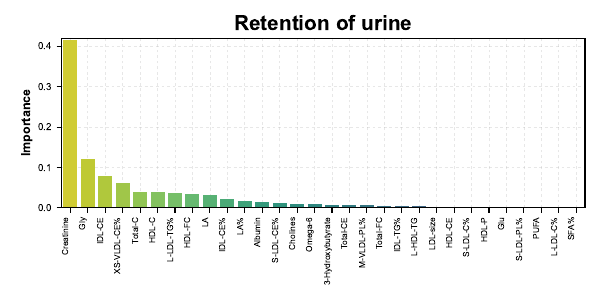 Retention of urine
Importance
0.4
0.3
0.2
0.1
0.0
Creatinine
Gly
IDL-CE
XS-VLDL-CE%
Total-C
HDL-C
L-LDL-TG%
HDL-FC
LA
IDL-CE%
LA%
Albumin
S-LDL-CE%
Cholines
Omega-6
3-Hydroxybutyrate
Total-CE
M-VLDL-PL%
Total-FC
IDL-TG%
L-HDL-TG
LDL-size
HDL-CE
S-LDL-C%
HDL-P
Glu
S-LDL-PL%
PUFA
L-LDL-C%
SFA%